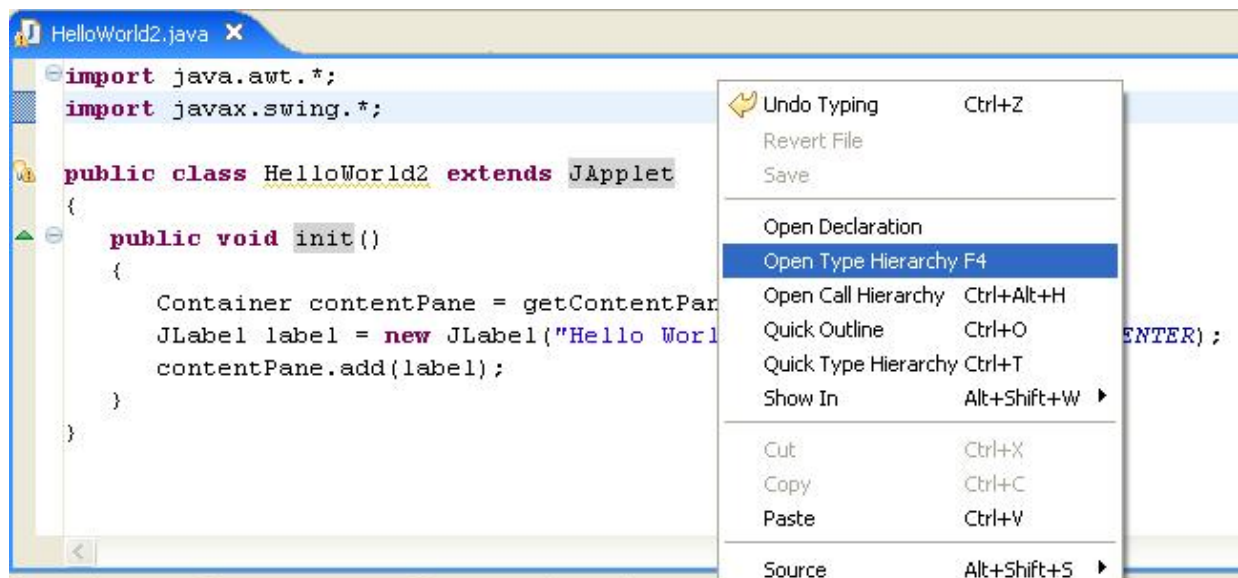 HelloWorld2.java
import java.awt.*;
import javax.swing.*;
public class HelloWorld2 extends JApplet
{
public void init()
{
Container contentPane = getContentPan
JLabel label = new JLabel("Hello Worl
ENTER);
contentPane.add(label);
}
}
Undo Typing Ctrl+Z
Revert File
Save
Open Declaration
Open Type Hierarchy F4
Open Call Hierarchy Ctrl+Alt+H
Quick Outline Ctrl+O
Quick Type Hierarchy Ctrl+T
Show In Alt+Shift+W
Cut Ctrl+X
Copy Ctrl+C
Paste Ctrl+V
Source Alt+Shift+S